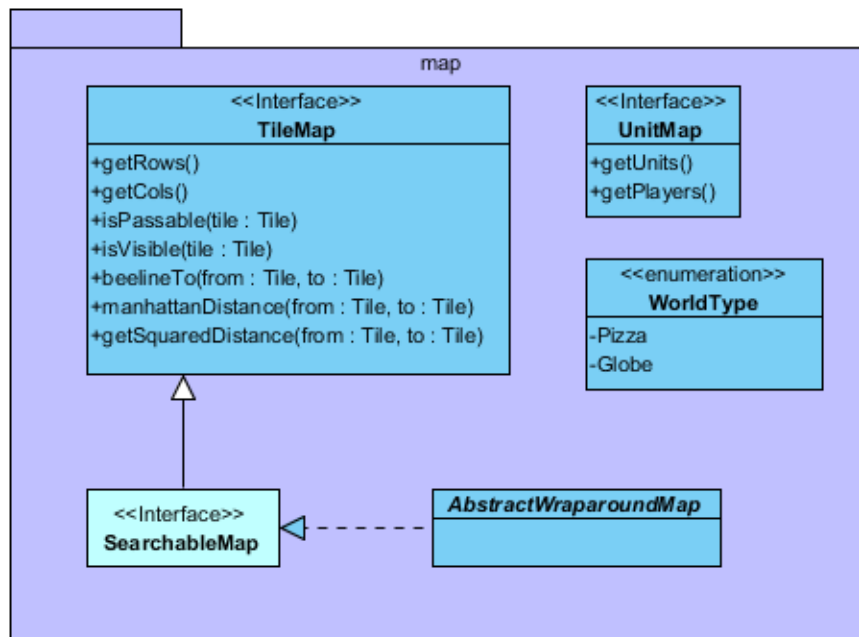 map
<<Interface>>
TileMap
+getRows()
+getCols()
+isPassable(tile : Tile)
+isVisible(tile : Tile)
+beelineTo(from : Tile, to : Tile)
+manhattanDistance(from : Tile, to : Tile)
+getSquaredDistance(from : Tile, to : Tile)
<<Interface>>
UnitMap
+getUnits()
+getPlayers()
<<enumeration>>
WorldType
-Pizza
-Globe
<<Interface>>
SearchableMap
AbstractWraparoundMap